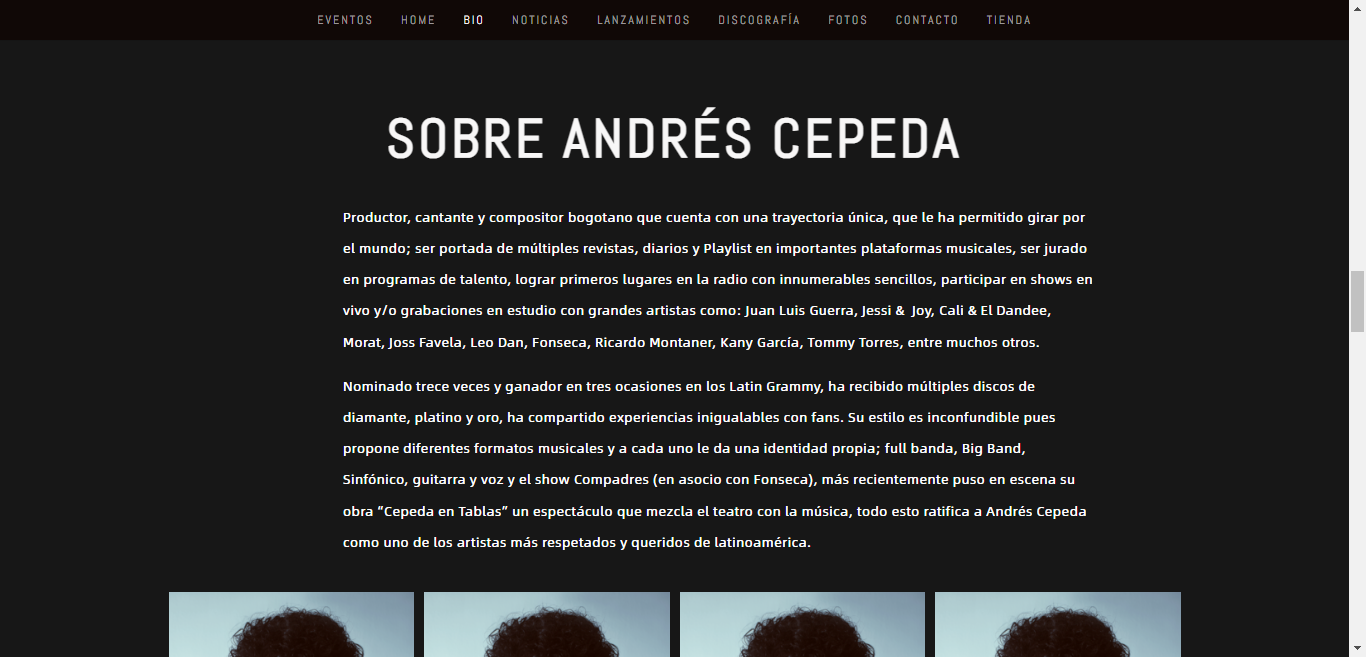 EVENTOS HOME BIO NOTICIAS LANZAMIENTOS DISCOGRAFÍA FOTOS CONTACTO TIENDA
SOBRE ANDRÉS CEPEDA
Productor, cantante y compositor bogotano que cuenta con una trayectoria única, que le ha permitido girar por
el mundo; ser portada de múltiples revistas, diarios y Playlist en importantes plataformas musicales, ser jurado
en programas de talento, lograr primeros lugares en la radio con innumerables sencillos, participar en shows en
vivo y/o grabaciones en estudio con grandes artistas como: Juan Luis Guerra, Jessi & Joy, Cali & El Dandee,
Morat, Joss Favela, Leo Dan, Fonseca, Ricardo Montaner, Kany García, Tommy Torres, entre muchos otros.
Nominado trece veces y ganador en tres ocasiones en los Latin Grammy, ha recibido múltiples discos de
diamante, platino y oro, ha compartido experiencias inigualables con fans. Su estilo es inconfundible pues
propone diferentes formatos musicales y a cada uno le da una identidad propia; full banda, Big Band,
Sinfónico, guitarra y voz y el show Compadres (en asocio con Fonseca), más recientemente puso en escena su
obra “Cepeda en Tablas” un espectáculo que mezcla el teatro con la música, todo esto ratifica a Andrés Cepeda
como uno de los artistas más respetados y queridos de latinoamérica.